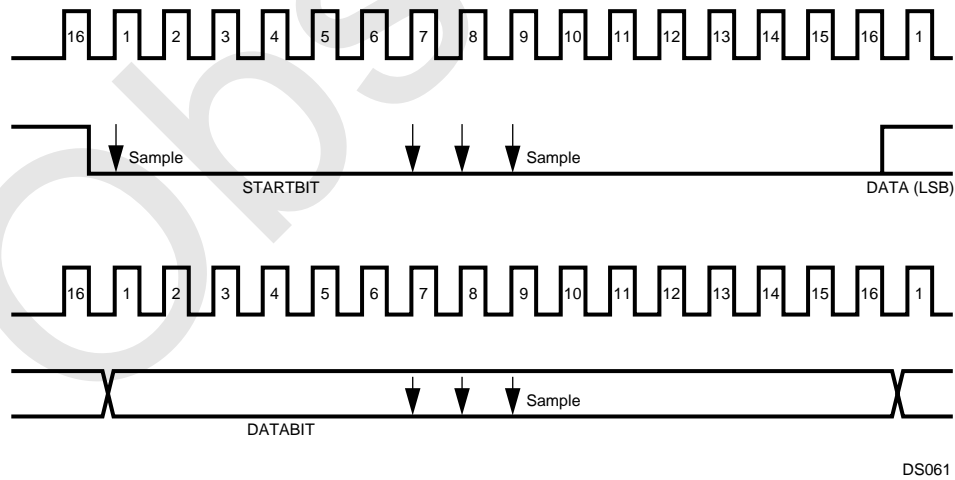 16 1 2 3 4 5 6 7 8 9 10 11 12 13 14 15 16 1
Sample Sample
STARTBIT DATA (LSB)
16 1 2 3 4 5 6 7 8 9 10 11 12 13 14 15 16 1
Sample
DATABIT
DS061
Obs